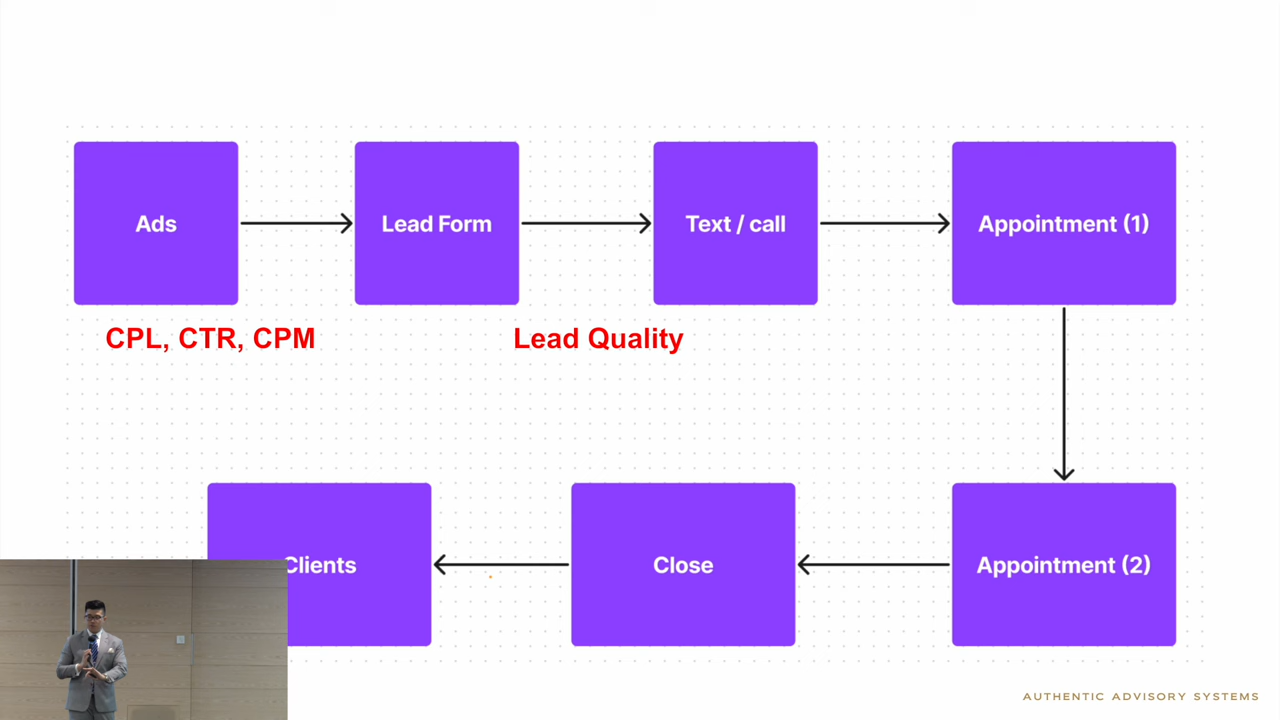 Ads
Lead Form
Text / call
Appointment (1)
CPL, CTR, CPM
Lead Quality
Clients
Close
Appointment (2)
AUTHENTIC ADVISORY SYSTEMS